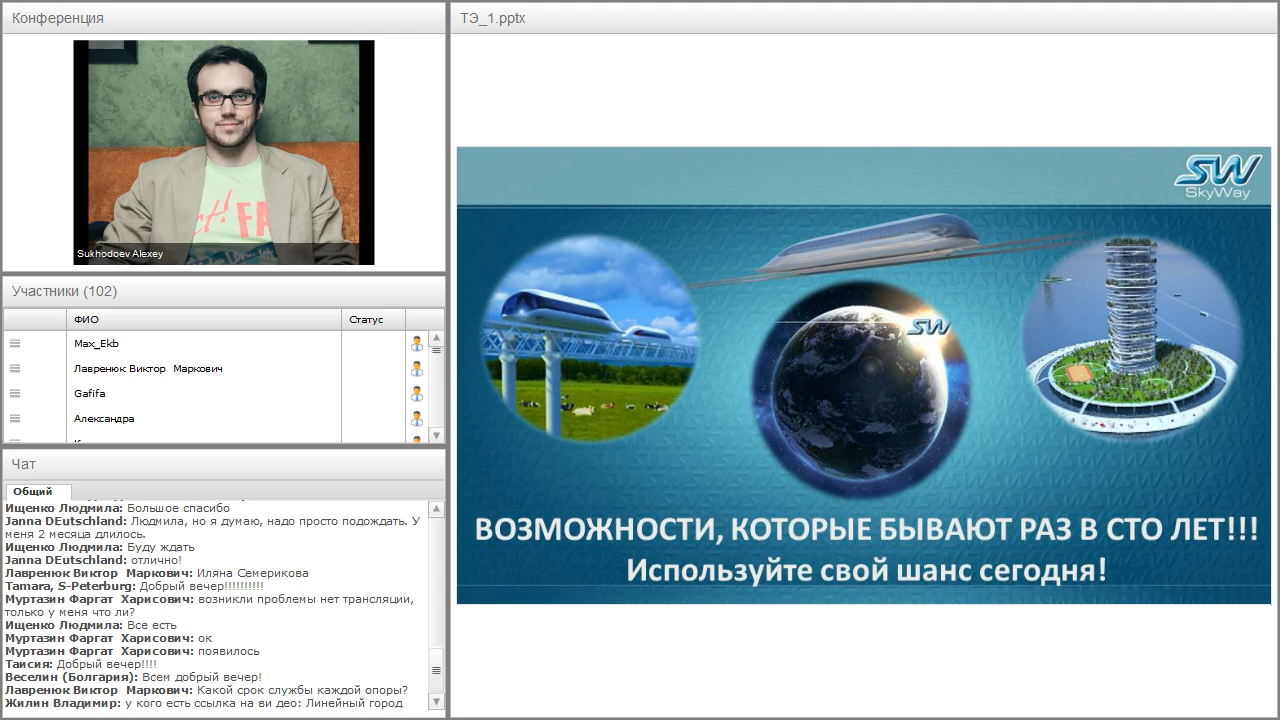 Конференция
Sukhodoev Alexey
Участники (102)
ФИО Статус
Max_Ekb
Лавренюк Виктор Маркович
Gafifa
Александра
Чат
Общий
Ищенко Людмила: Большое спасибо
Janna DEutschland: Людмила, но я думаю, надо просто подождать. У
меня 2 месяца длилось.
Ищенко Людмила: Буду ждать
Janna DEutschland: отлично!
Лавренюк Виктор Маркович: Иляна Семерикова
Tamara, S-Peterburg: Добрый вечер!!!!!!!!!!
Муртазин Фаргат Харисович: возникли проблемы нет трансляции,
только у меня что ли?
Ищенко Людмила: Все есть
Муртазин Фаргат Харисович: ок
Муртазин Фаргат Харисович: появилось
Таисия: Добрый вечер!!!!
Веселин (Болгария): Всем добрый вечер!
Лавренюк Виктор Маркович: Какой срок службы каждой опоры?
Жилин Владимир: у кого есть ссылка на ви део: Линейный город
ТЭ_1.pptx
SW
SkyWay
SW
ВОЗМОЖНОСТИ, КОТОРЫЕ БЫВАЮТ РАЗ В СТО ЛЕТ!!!
Используйте свой шанс сегодня!